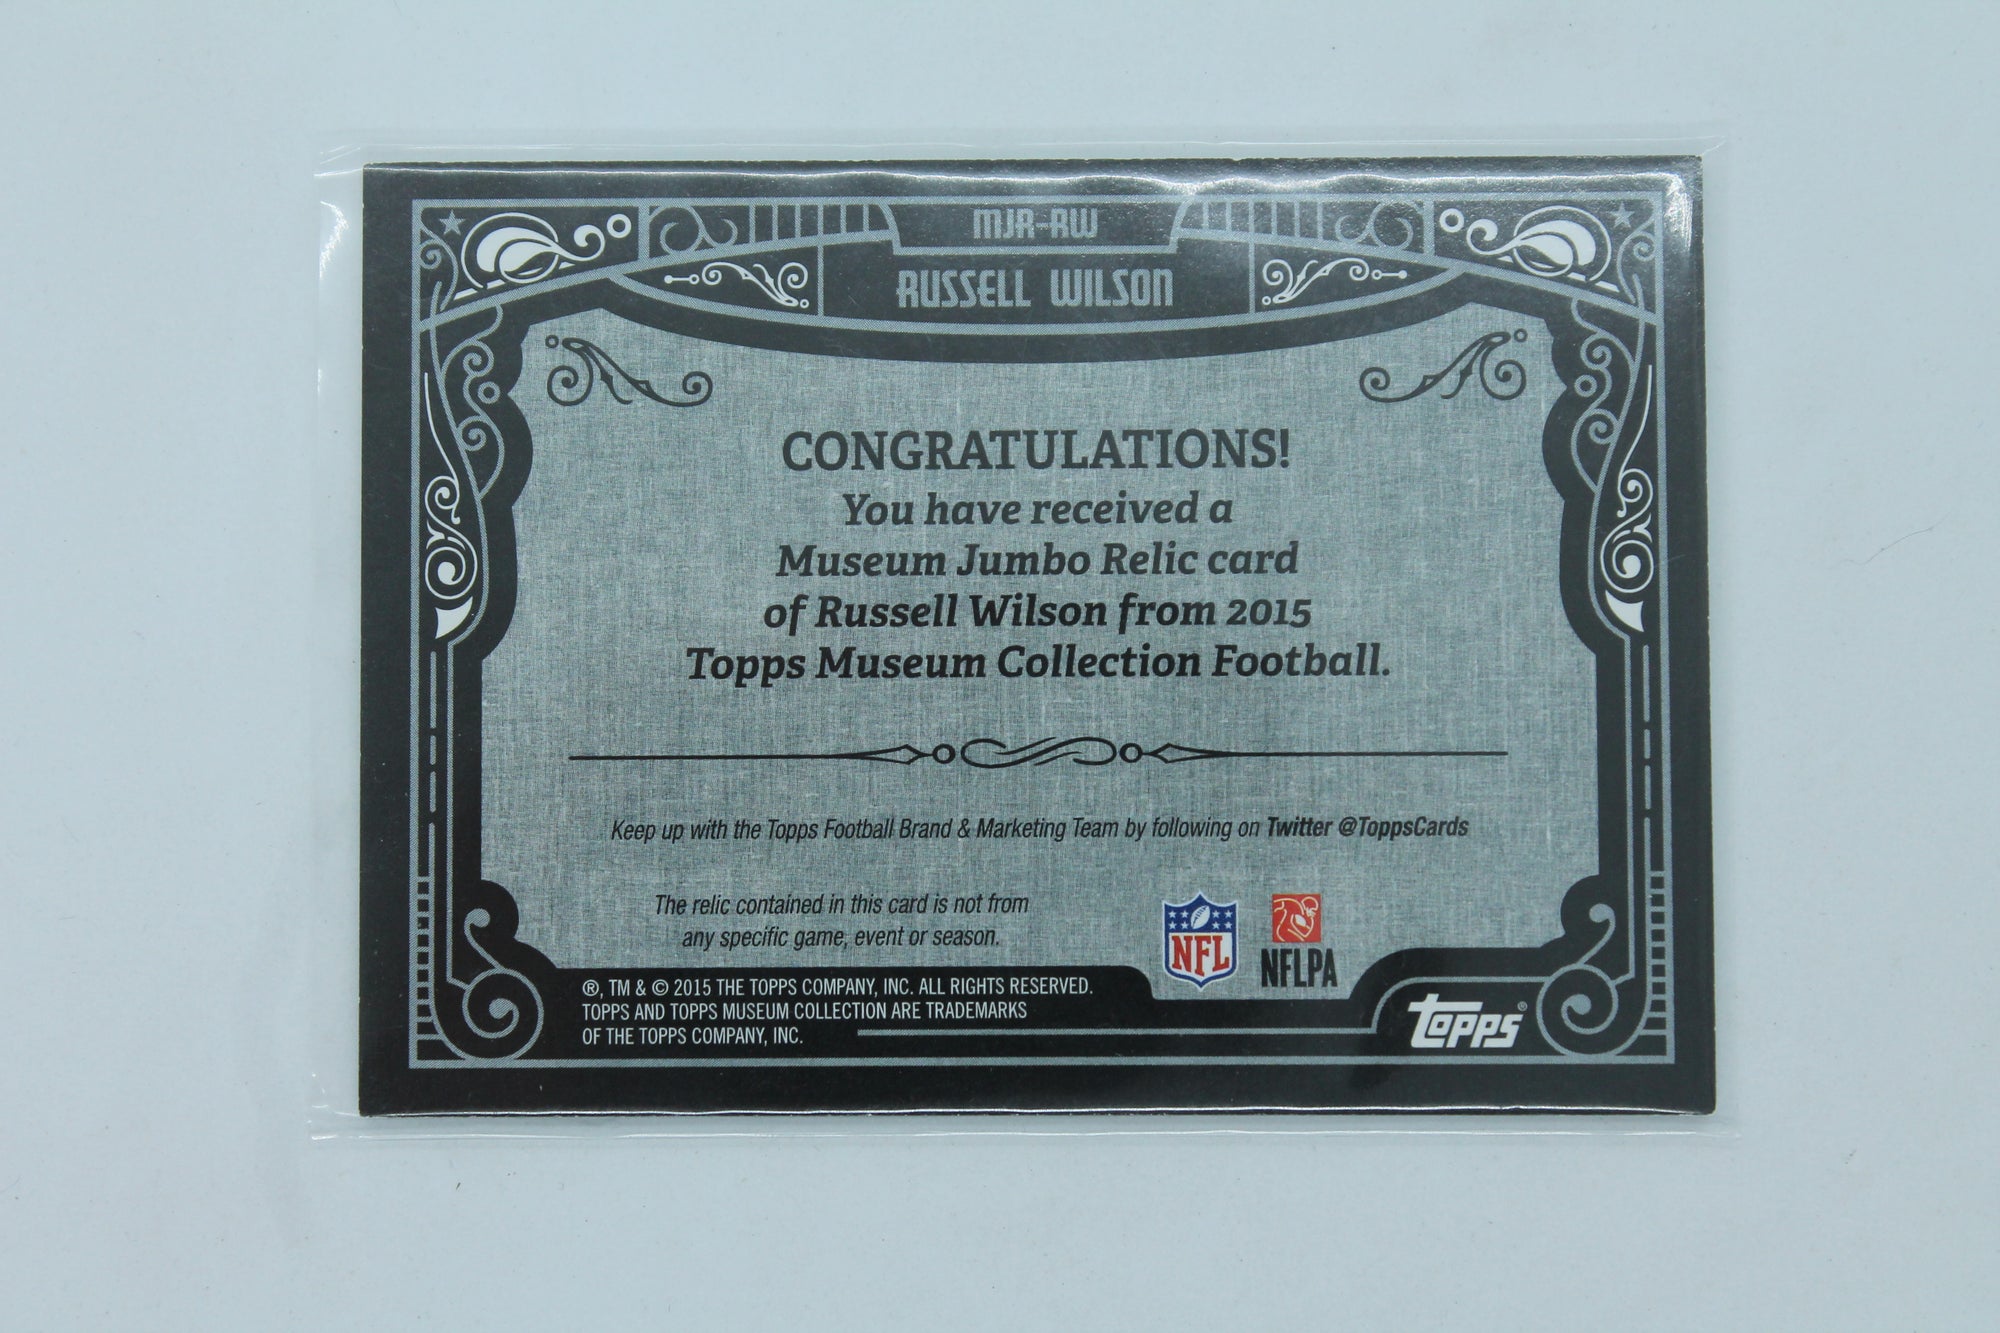 MJR-RW
RUSSELL WILSON
CONGRATULATIONS!
You have received a
Museum Jumbo Relic card
of Russell Wilson from 2015
Topps Museum Collection Football.
Keep up with the Topps Football Brand & Marketing Team by following on Twitter @ToppsCards
The relic contained in this card is not from
any specific game, event or season.
NFL
NFLPA
®, TM & © 2015 THE TOPPS COMPANY, INC. ALL RIGHTS RESERVED.
TOPPS AND TOPPS MUSEUM COLLECTION ARE TRADEMARKS
OF THE TOPPS COMPANY, INC.
Topps®